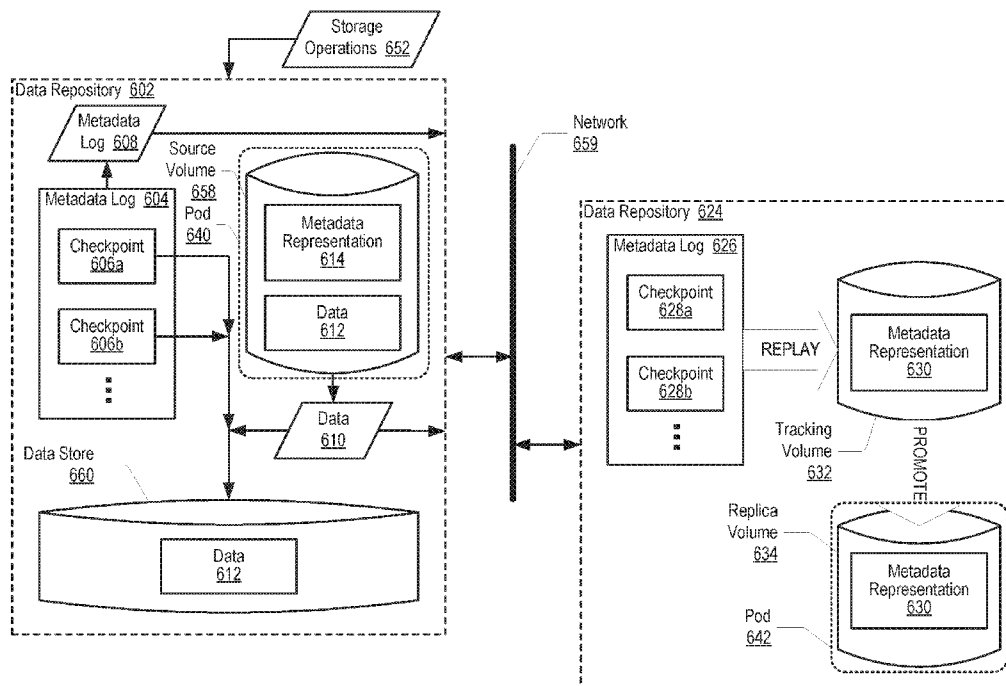 Storage
Operations 652
Data Repository 602
Metadata
Log 608
Source
Volume
658
Pod
640
Metadata Log 604
Checkpoint
606a
Checkpoint
606b
Metadata
Representation
614
Data
612
Data
610
Data Store
660
Data
612
Network
659
Data Repository 624
Metadata Log 626
Checkpoint
628a
Checkpoint
628b
REPLAY
Metadata
Representation
630
Tracking
Volume
632
PROMOTE
Replica
Volume
634
Metadata
Representation
630
Pod
642